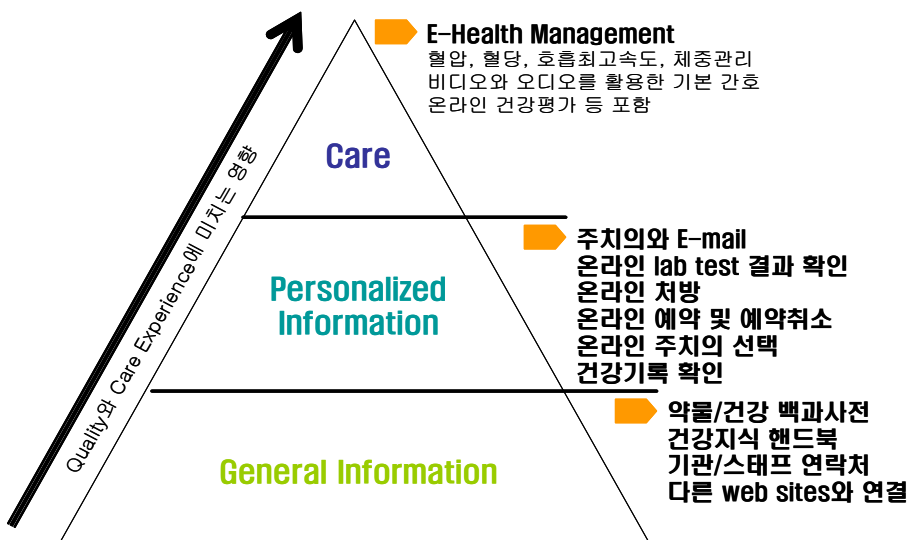 E-Health Management
혈압, 혈당, 호흡최고속도, 체중관리
비디오와 오디오를 활용한 기본 간호
온라인 건강평가 등 포함
Care
Quality와 Care Experience에 미치는 영향
주치의와 E-mail
온라인 lab test 결과 확인
온라인 처방
온라인 예약 및 예약취소
온라인 주치의 선택
건강기록 확인
Personalized
Information
약물/건강 백과사전
건강지식 핸드북
기관/스태프 연락처
다른 web sites와 연결
General Information